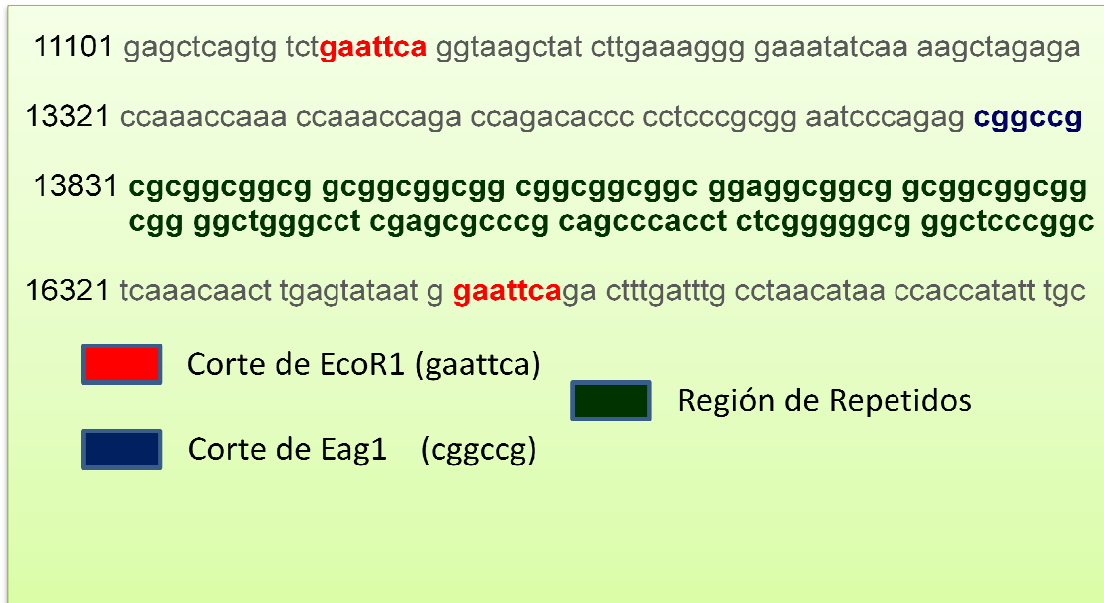 11101 gagctcagtg tctgaattca ggtaagctat cttgaaaggg gaaatatcaa aagctagaga
13321 ccaaaccaaa ccaaaccaga ccagacaccc cctcccgcgg aatcccagag cggccg
13831 cgcggcggcg gcggcggcgg cggcggcggc ggaggcggcg gcggcggcgg
cgg ggctgggcct cgagcgcccg cagcccacct ctcgggggcg ggctcccggc
16321 tcaaacaact tgagtataat g gaattcaga ctttgatttg cctaacataa ccaccatatt tgc
Corte de EcoR1 (gaattca)
Región de Repetidos
Corte de Eag1 (cggccg)